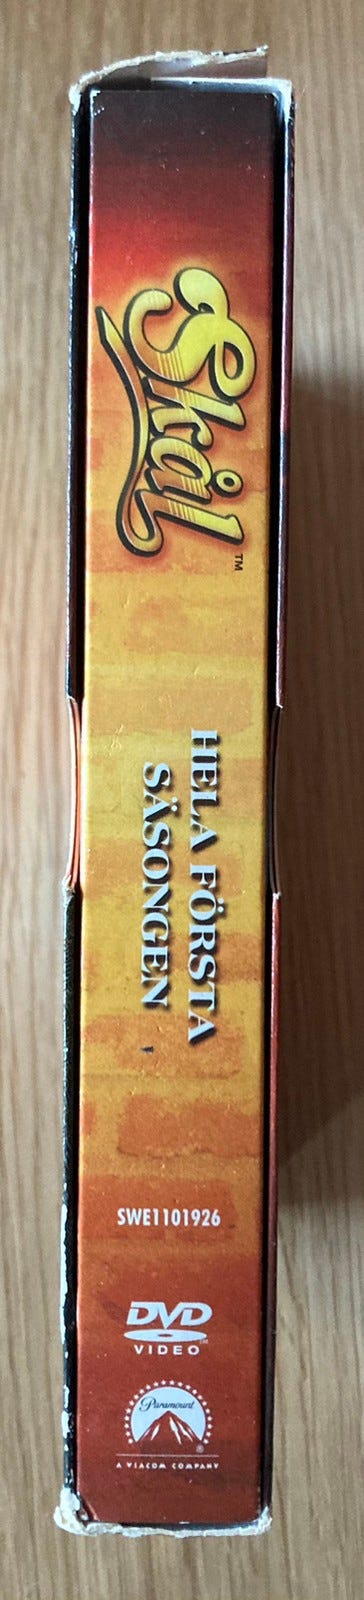 Skål
TM
HELA FÖRSTA
SÄSONGEN
SWE1101926
DVD
VIDEO
Paramount
®
A VIACOM COMPANY